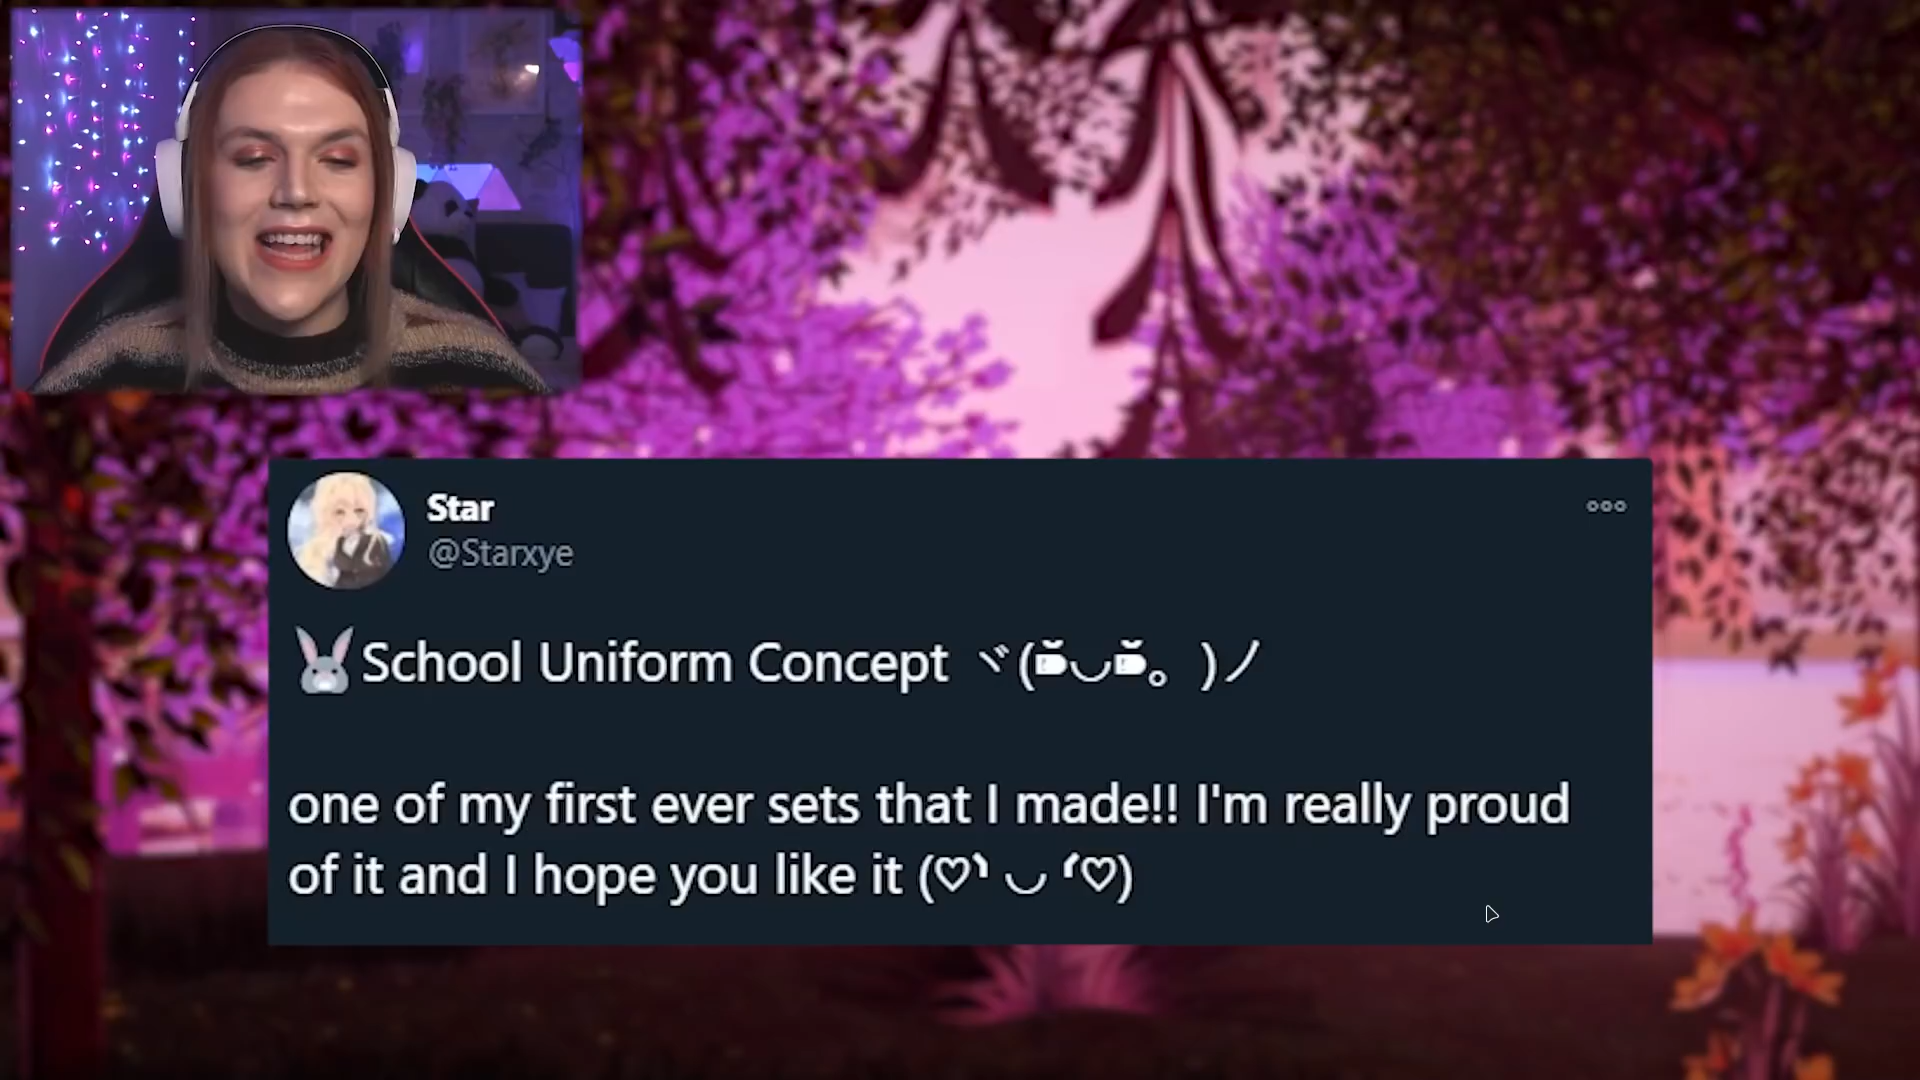 Star
@Starxye
🐰School Uniform Concept ヾ(˘◡˘。)ノ
one of my first ever sets that I made!! I'm really proud
of it and I hope you like it (♡'◡'♡)